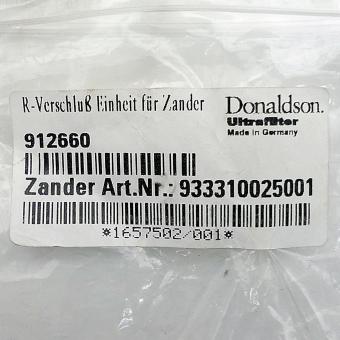 R-Verschluß Einheit für Zander
Donaldson.
Ultrafilter
Made in Germany
912660
Zander Art.Nr.: 933310025001
*1657502/001*